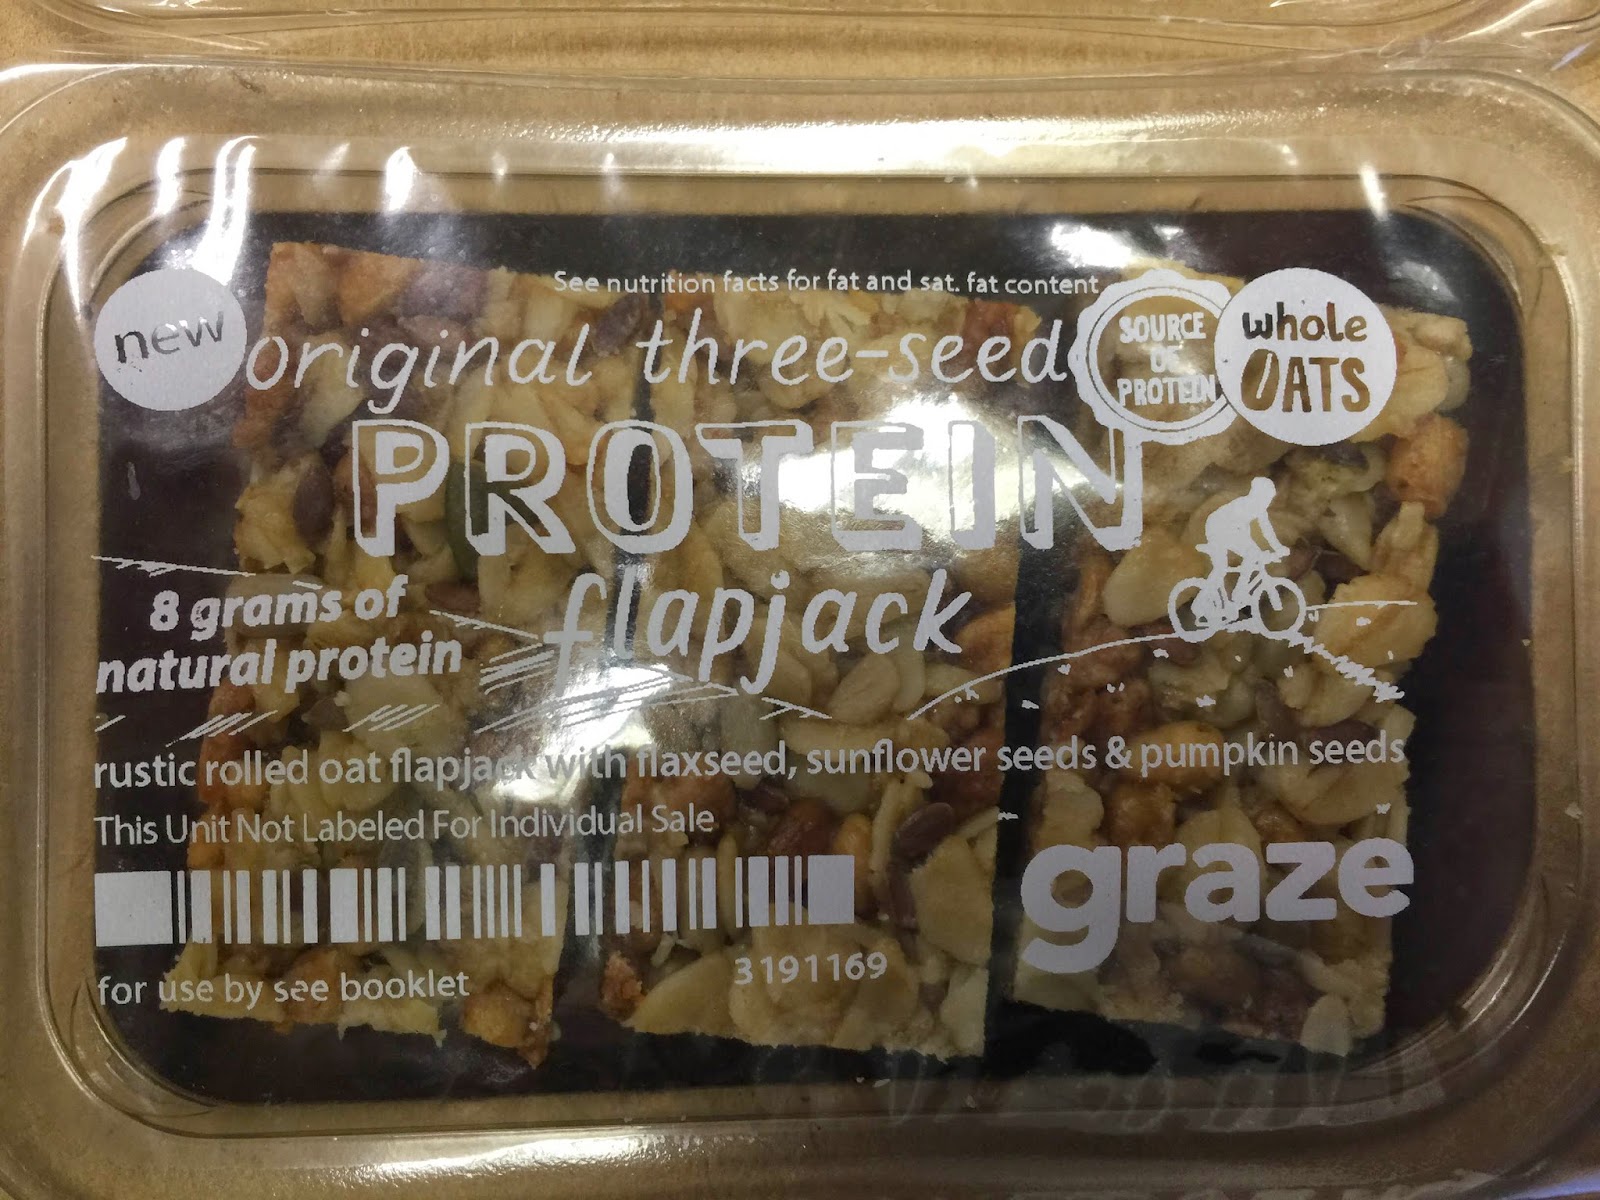 See nutrition facts for fat and sat. fat content
new
original three-seed
SOURCE
OF
PROTEIN
whole
OATS
PROTEIN
flapjack
8 grams of
natural protein
rustic rolled oat flapjack with flaxseed, sunflower seeds & pumpkin seeds
This Unit Not Labeled For Individual Sale
graze
3191169
for use by see booklet